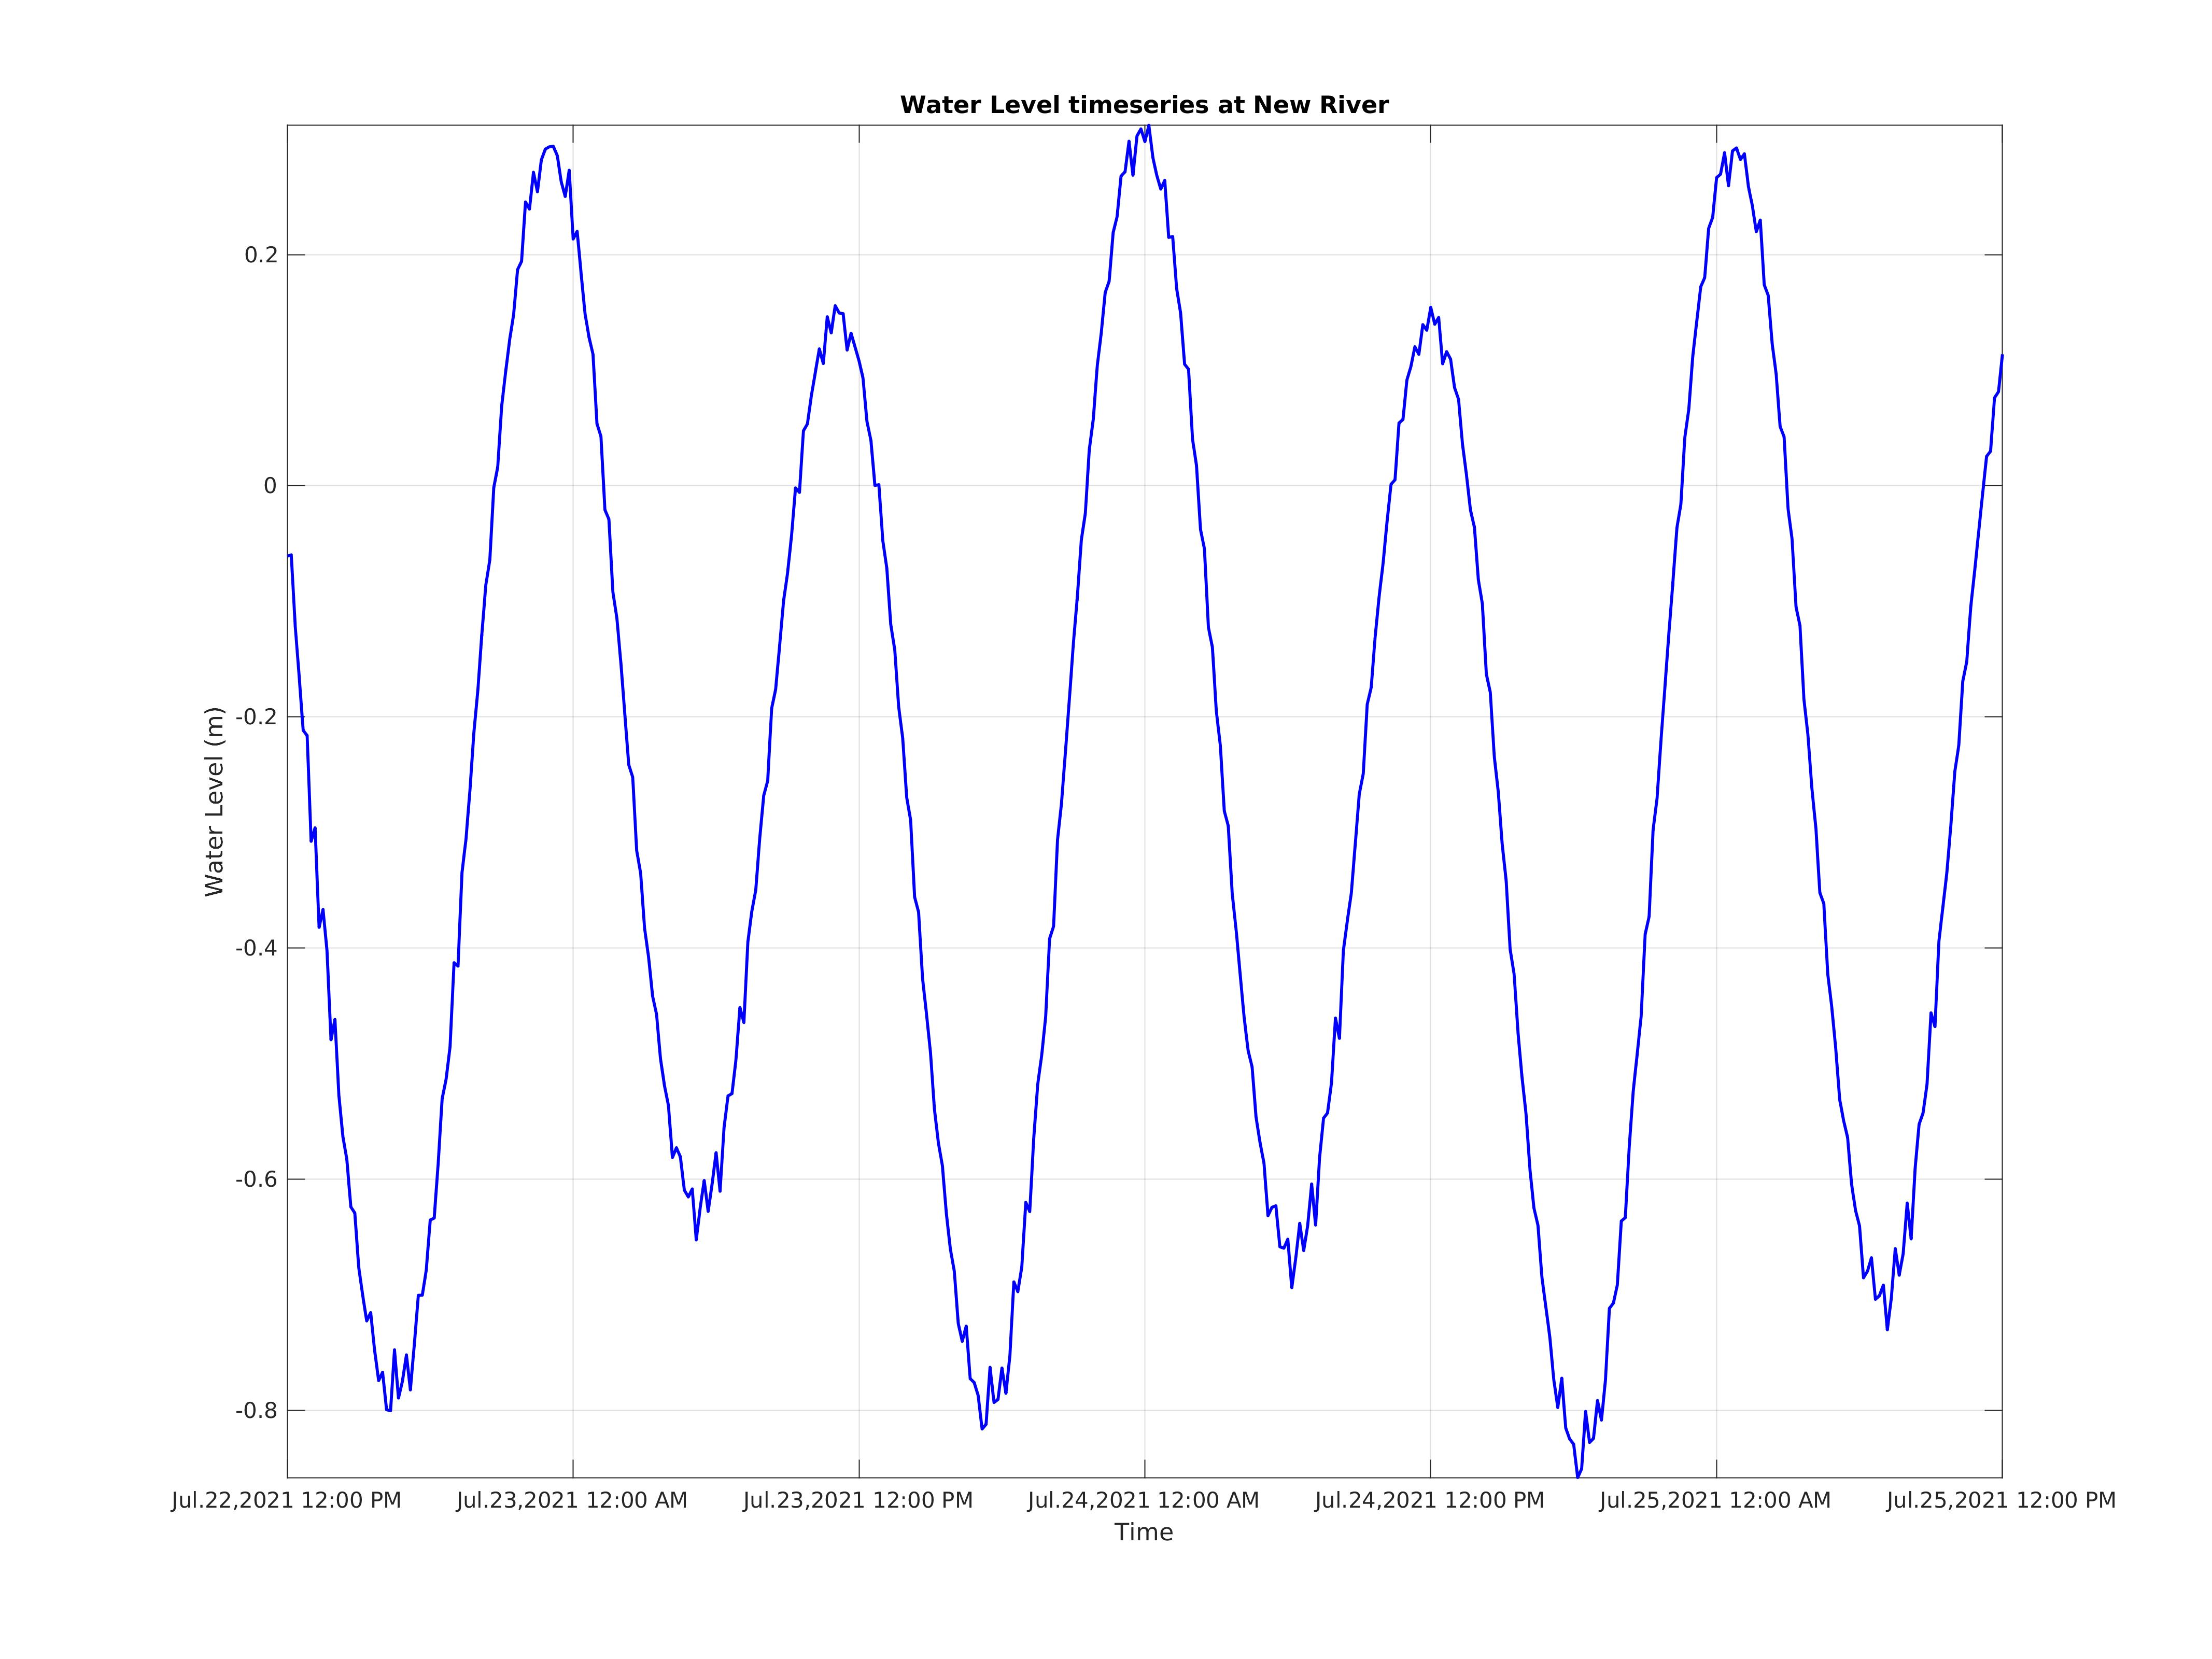 Water Level timeseries at New River
0.2
0
-0.2
-0.4
-0.6
-0.8
Water Level (m)
Jul.22,2021 12:00 PM Jul.23,2021 12:00 AM Jul.23,2021 12:00 PM Jul.24,2021 12:00 AM Jul.24,2021 12:00 PM Jul.25,2021 12:00 AM Jul.25,2021 12:00 PM
Time